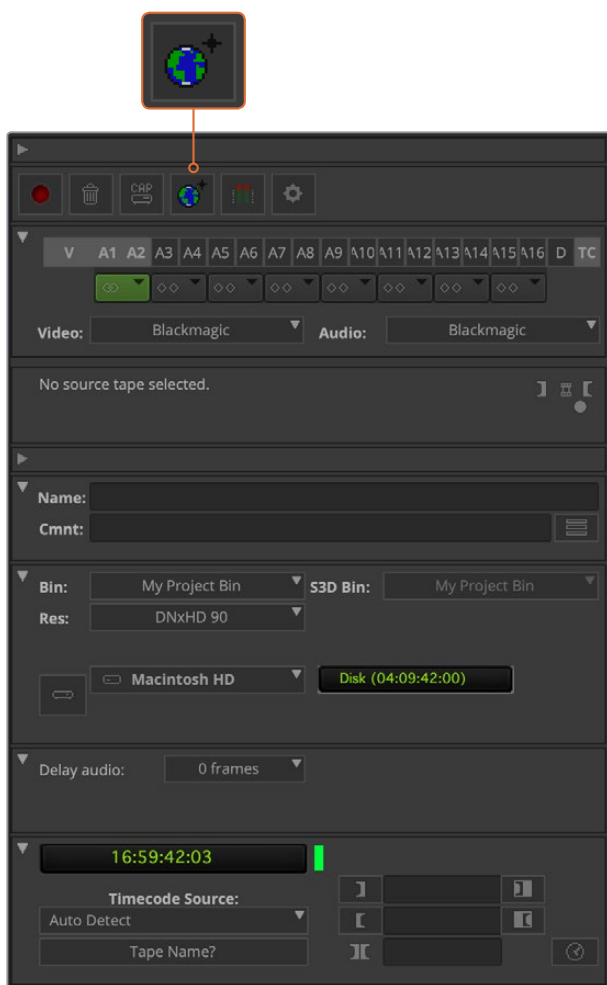 CAP
V A1 A2 A3 A4 A5 A6 A7 A8 A9 A10 A11 A12 A13 A14 A15 A16 D TC
Video: Blackmagic Audio: Blackmagic
No source tape selected.
Name:
Cmnt:
Bin: My Project Bin S3D Bin: My Project Bin
Res: DNxHD 90
Macintosh HD Disk (04:09:42:00)
Delay audio: 0 frames
16:59:42:03
Timecode Source:
Auto Detect
Tape Name?